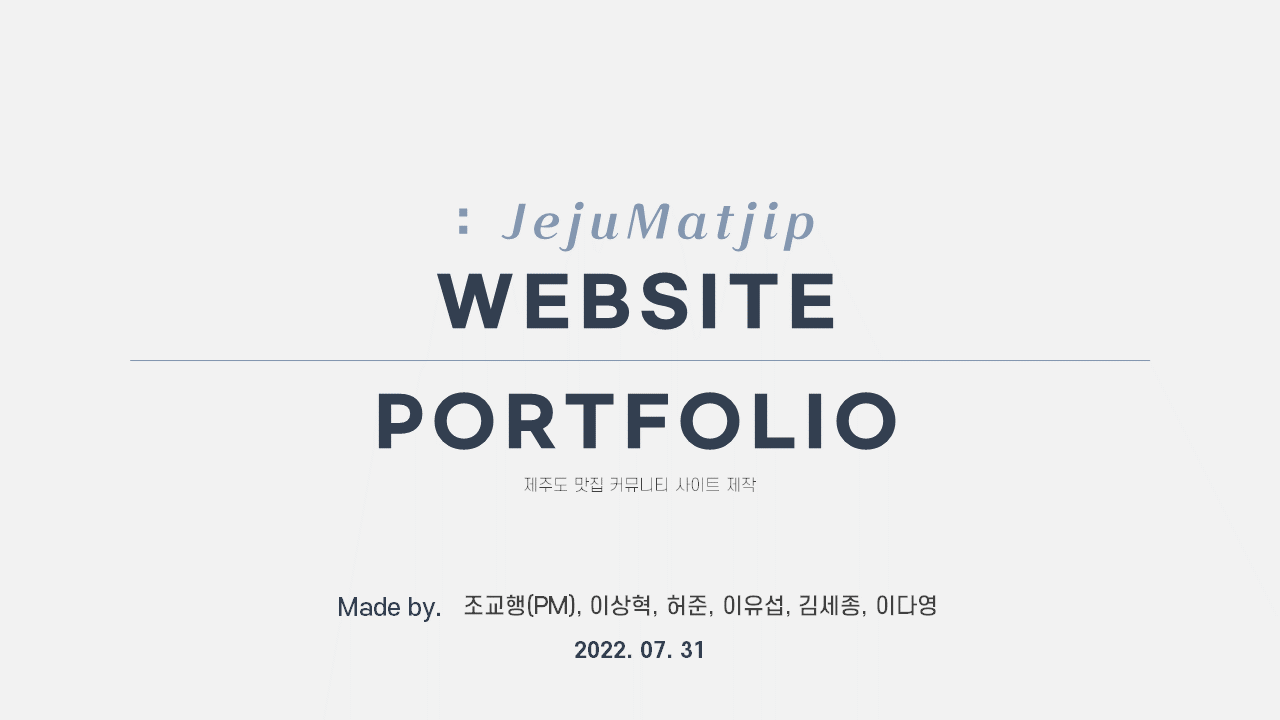 : JejuMatjip
WEBSITE
PORTFOLIO
제주도 맛집 커뮤니티 사이트 제작
Made by. 조교행(PM), 이상혁, 허준, 이유섭, 김세종, 이다영
2022. 07. 31